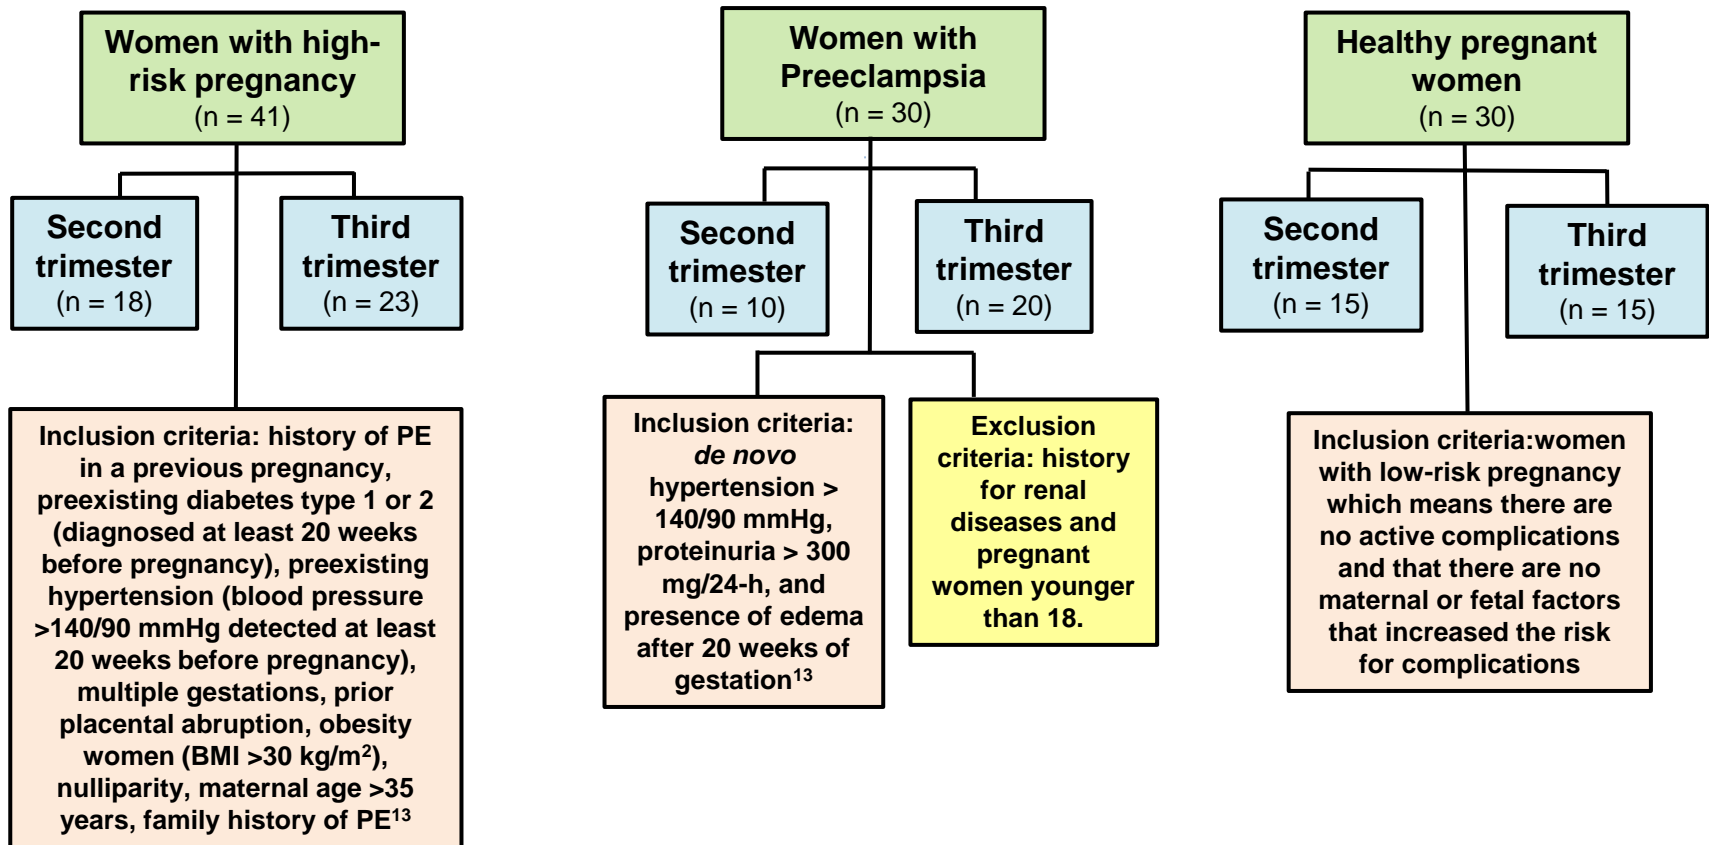 Women with high-
risk pregnancy
(n = 41)
Second
trimester
(n = 18)
Third
trimester
(n = 23)
Inclusion criteria: history of PE
in a previous pregnancy,
preexisting diabetes type 1 or 2
(diagnosed at least 20 weeks
before pregnancy), preexisting
hypertension (blood pressure
>140/90 mmHg detected at least
20 weeks before pregnancy),
multiple gestations, prior
placental abruption, obesity
women (BMI >30 kg/m²),
nulliparity, maternal age >35
years, family history of PE¹³
Women with
Preeclampsia
(n = 30)
Second
trimester
(n = 10)
Third
trimester
(n = 20)
Inclusion criteria:
de novo
hypertension >
140/90 mmHg,
proteinuria > 300
mg/24-h, and
presence of edema
after 20 weeks of
gestation¹³
Exclusion
criteria: history
for renal
diseases and
pregnant
women younger
than 18.
Healthy pregnant
women
(n = 30)
Second
trimester
(n = 15)
Third
trimester
(n = 15)
Inclusion criteria:women
with low-risk pregnancy
which means there are
no active complications
and that there are no
maternal or fetal factors
that increased the risk
for complications